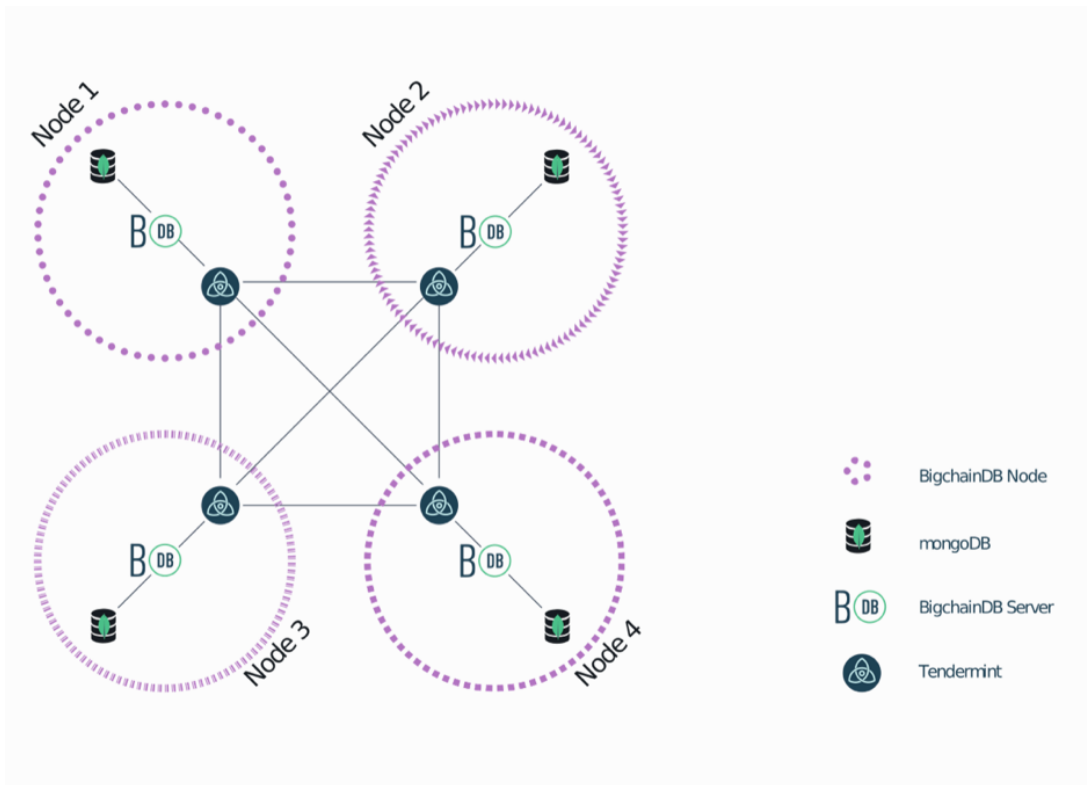 Node 1
Node 2
B DB
B DB
B DB
B DB
Node 3
Node 4
BigchainDB Node
mongoDB
B DB BigchainDB Server
Tendermint